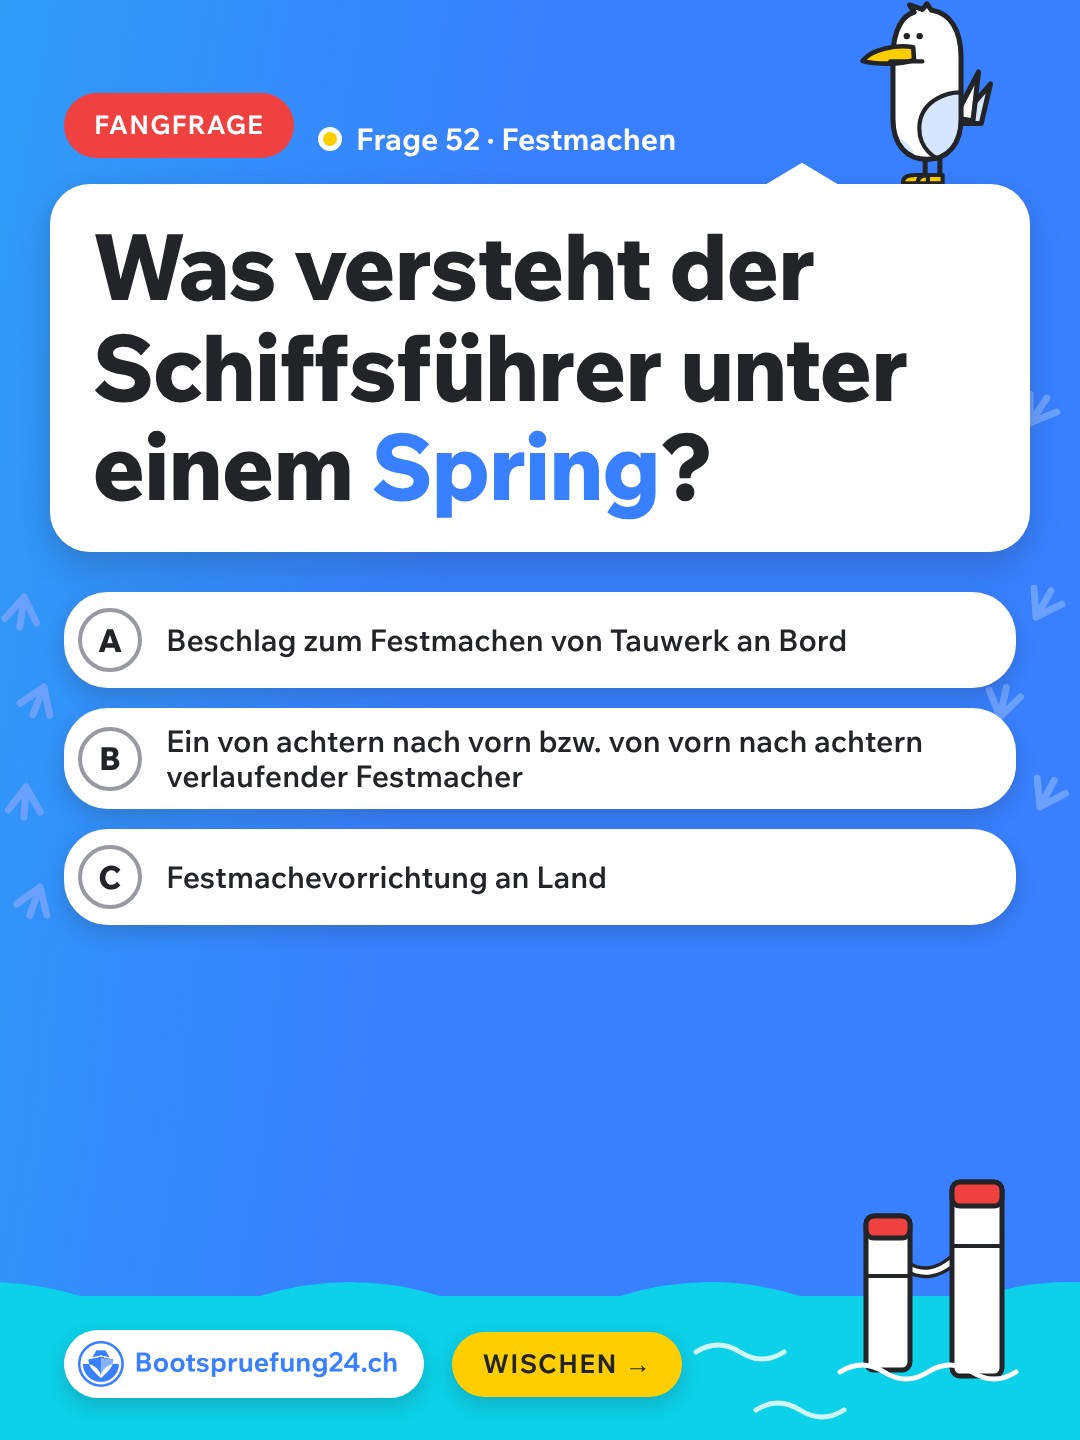 FANGFRAGE
Frage 52 · Festmachen
Was versteht der
Schiffsführer unter
einem Spring?
A Beschlag zum Festmachen von Tauwerk an Bord
B Ein von achtern nach vorn bzw. von vorn nach achtern
verlaufender Festmacher
C Festmachevorrichtung an Land
Bootspruefung24.ch
WISCHEN →